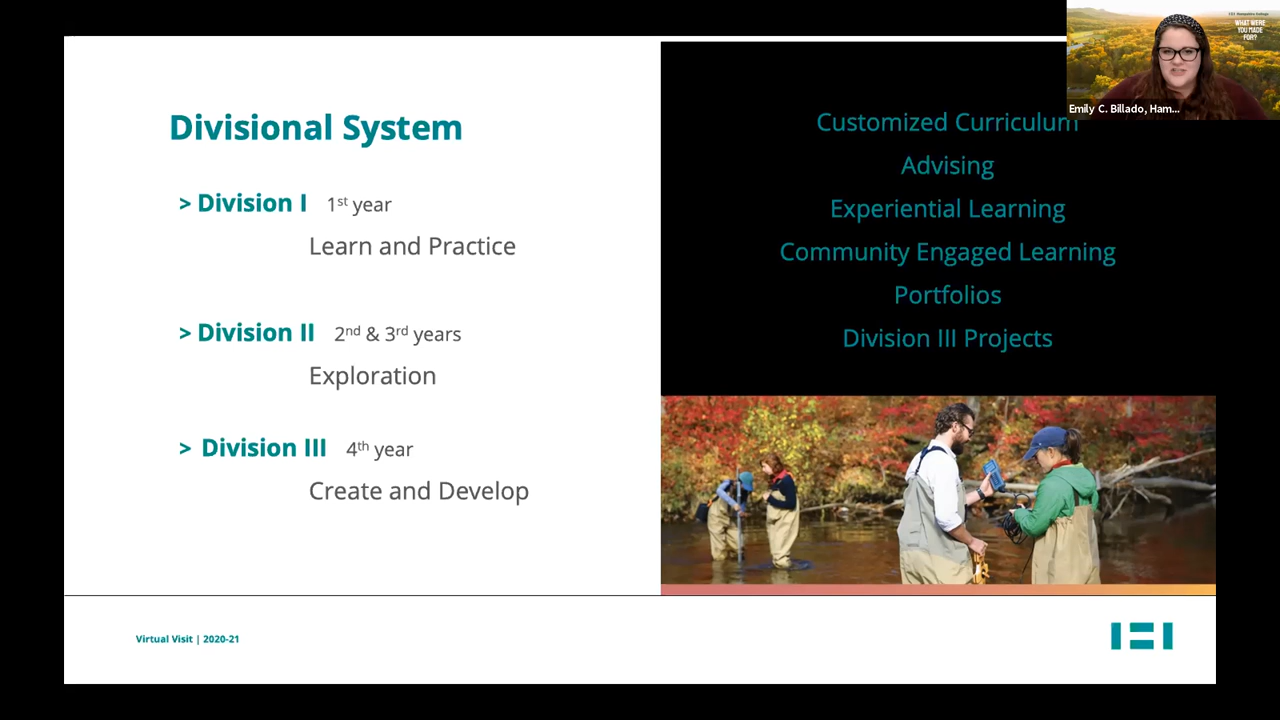 Divisional System
> Division I 1st year
Learn and Practice
> Division II 2nd & 3rd years
Exploration
> Division III 4th year
Create and Develop
Customized Curriculum
Advising
Experiential Learning
Community Engaged Learning
Portfolios
Division III Projects
Virtual Visit | 2020-21
Hampshire College
WHAT WERE
YOU MADE
FOR?
Emily C. Billado, Ham...